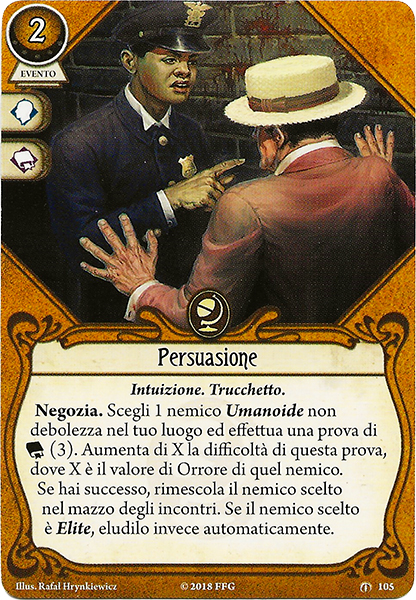 2
EVENTO
Persuasione
Intuizione. Trucchetto.
Negozia. Scegli 1 nemico Umanoide non
debolezza nel tuo luogo ed effettua una prova di
(3). Aumenta di X la difficoltà di questa prova,
dove X è il valore di Orrore di quel nemico.
Se hai successo, rimescola il nemico scelto
nel mazzo degli incontri. Se il nemico scelto
è Elite, eludilo invece automaticamente.
Illus. Rafał Hrynkiewicz © 2018 FFG 105